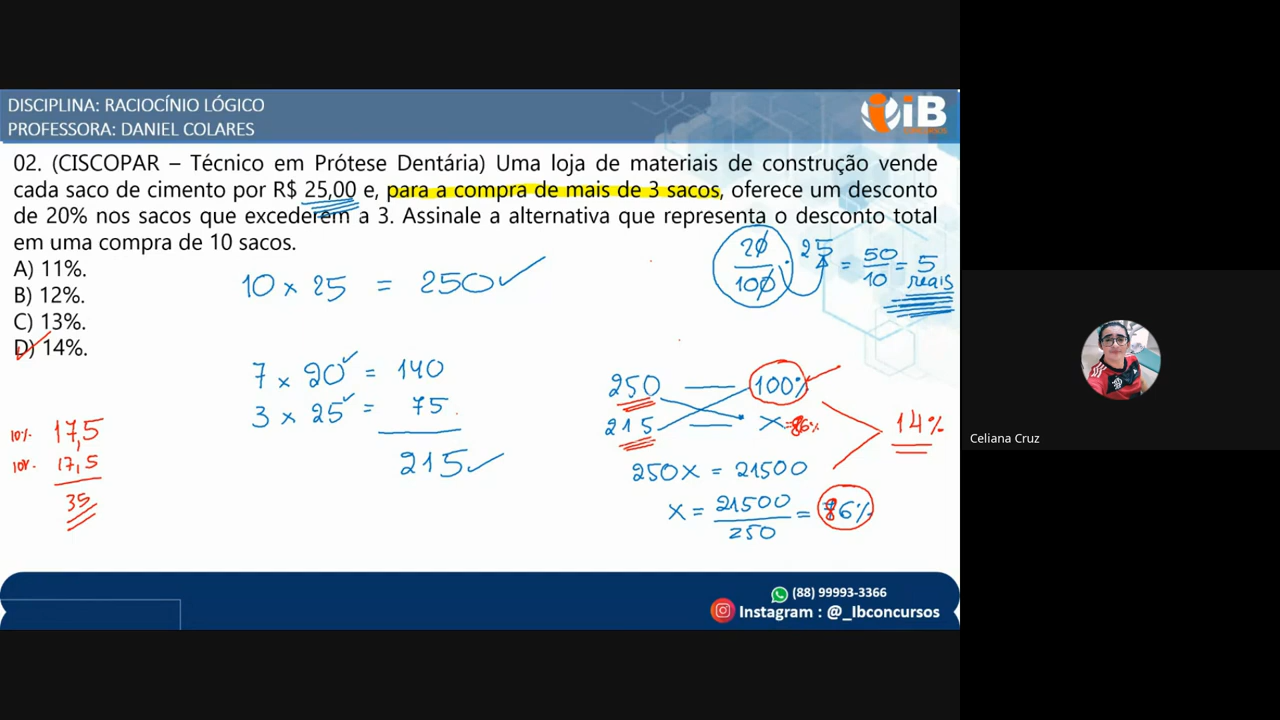 DISCIPLINA: RACIOCÍNIO LÓGICO
PROFESSORA: DANIEL COLARES
iB
CONCURSOS
02. (CISCOPAR – Técnico em Prótese Dentária) Uma loja de materiais de construção vende
cada saco de cimento por R$ 25,00 e, para a compra de mais de 3 sacos, oferece um desconto
de 20% nos sacos que excederem a 3. Assinale a alternativa que representa o desconto total
em uma compra de 10 sacos.
A) 11%.
B) 12%.
C) 13%.
D) 14%.
10 × 25 = 250
20/100 · 25 = 50/10 = 5 reais
7 × 20 = 140
3 × 25 = 75
215
250 — 100%
215 — x = 86%
14%
250x = 21500
x = 21500/250 = 86%
10% 17,5
10% 17,5
35
(88) 99993-3366
Instagram : @_Ibconcursos
Celiana Cruz